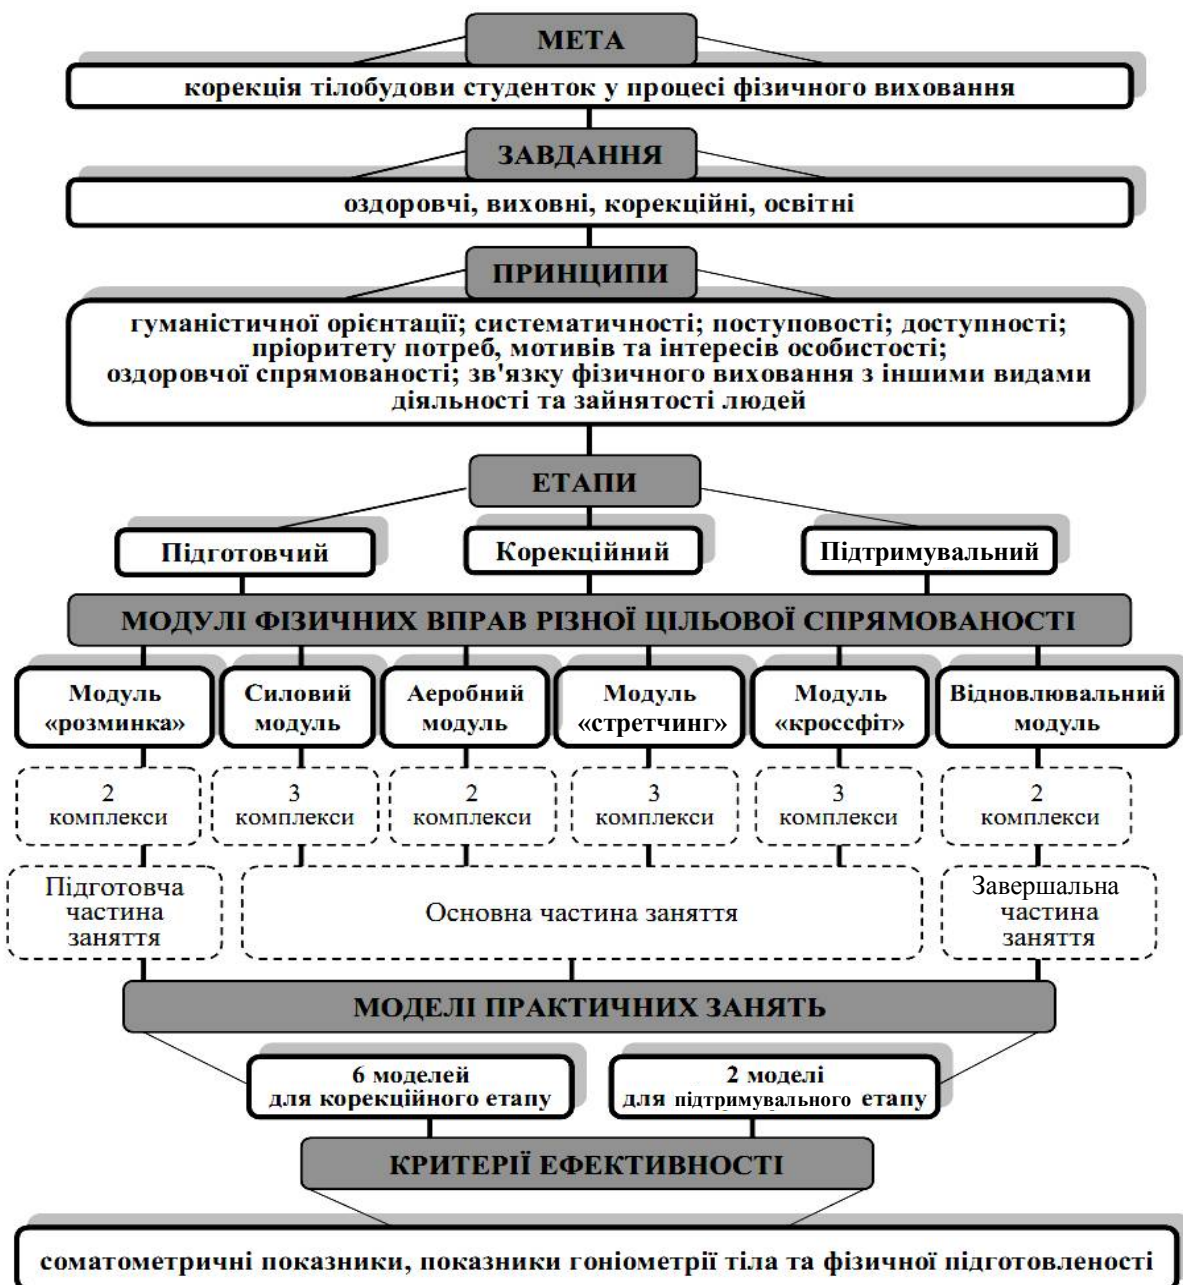 МЕТА
корекція тілобудови студенток у процесі фізичного виховання
ЗАВДАННЯ
оздоровчі, виховні, корекційні, освітні
ПРИНЦИПИ
гуманістичної орієнтації; систематичності; поступовості; доступності;
пріоритету потреб, мотивів та інтересів особистості;
оздоровчої спрямованості; зв'язку фізичного виховання з іншими видами
діяльності та зайнятості людей
ЕТАПИ
Підготовчий
Корекційний
Підтримувальний
МОДУЛІ ФІЗИЧНИХ ВПРАВ РІЗНОЇ ЦІЛЬОВОЇ СПРЯМОВАНОСТІ
Модуль
«розминка»
Силовий
модуль
Аеробний
модуль
Модуль
«стретчинг»
Модуль
«кроссфіт»
Відновлювальний
модуль
2
комплекси
3
комплекси
2
комплекси
3
комплекси
3
комплекси
2
комплекси
Підготовча
частина
заняття
Основна частина заняття
Завершальна
частина
заняття
МОДЕЛІ ПРАКТИЧНИХ ЗАНЯТЬ
6 моделей
для корекційного етапу
2 моделі
для підтримувального етапу
КРИТЕРІЇ ЕФЕКТИВНОСТІ
соматометричні показники, показники гоніометрії тіла та фізичної підготовленості